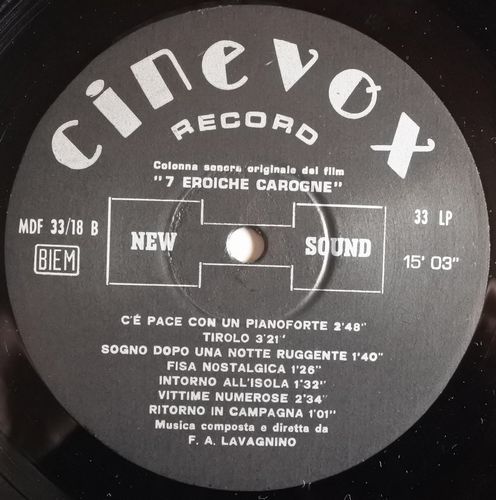 cinevox
RECORD
Colonna sonora originale del film
"7 EROICHE CAROGNE"
MDF 33/18 B
BIEM
NEW
SOUND
33 LP
15' 03"
C'É PACE CON UN PIANOFORTE 2'48"
TIROLO 3'21"
SOGNO DOPO UNA NOTTE RUGGENTE 1'40"
FISA NOSTALGICA 1'26"
INTORNO ALL'ISOLA 1'32"
VITTIME NUMEROSE 2'34"
RITORNO IN CAMPAGNA 1'01"
Musica composta e diretta da
F. A. LAVAGNINO